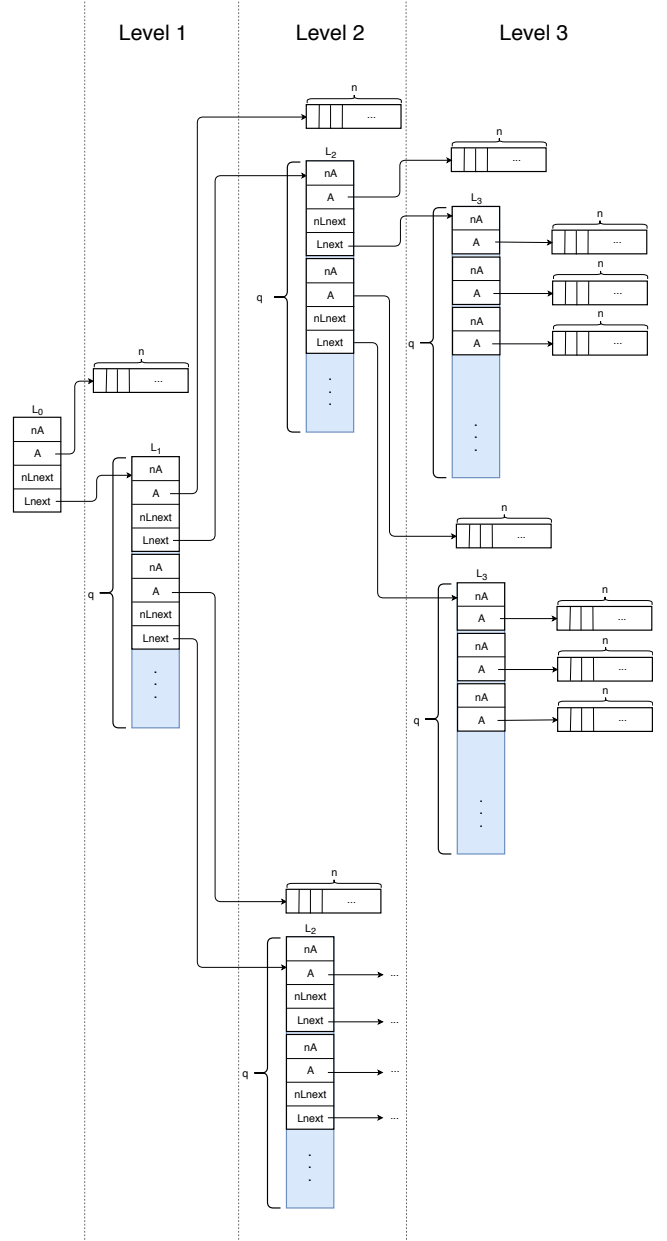 Level 1
Level 2
Level 3
n
...
L2
nA
A
nLnext
Lnext
nA
A
nLnext
Lnext
.
.
.
q
n
...
L3
nA
A
nA
A
nA
A
.
.
.
q
n
...
n
...
n
...
n
...
L0
nA
A
nLnext
Lnext
L1
nA
A
nLnext
Lnext
nA
A
nLnext
Lnext
.
.
.
q
n
...
L3
nA
A
nA
A
nA
A
.
.
.
q
n
...
n
...
n
...
n
...
L2
nA
A
...
nLnext
Lnext
...
nA
A
...
nLnext
Lnext
...
.
.
.
q